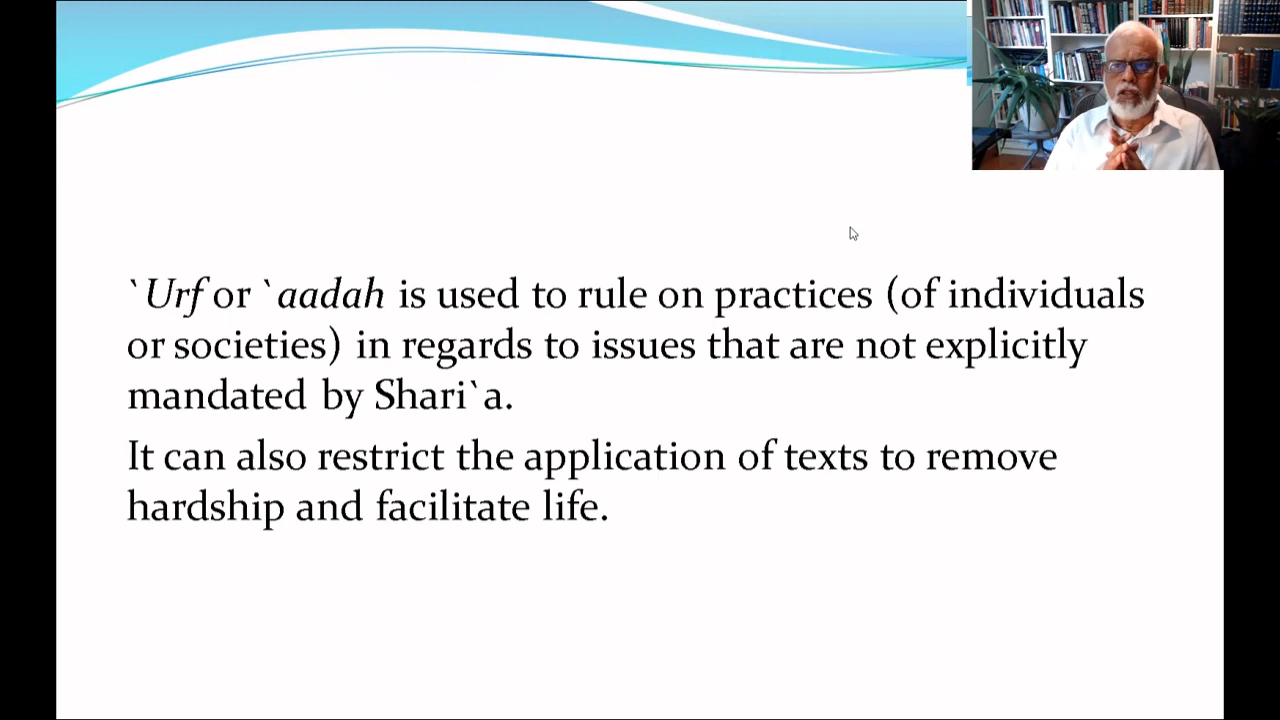 `Urf or `aadah is used to rule on practices (of individuals
or societies) in regards to issues that are not explicitly
mandated by Shari`a.
It can also restrict the application of texts to remove
hardship and facilitate life.